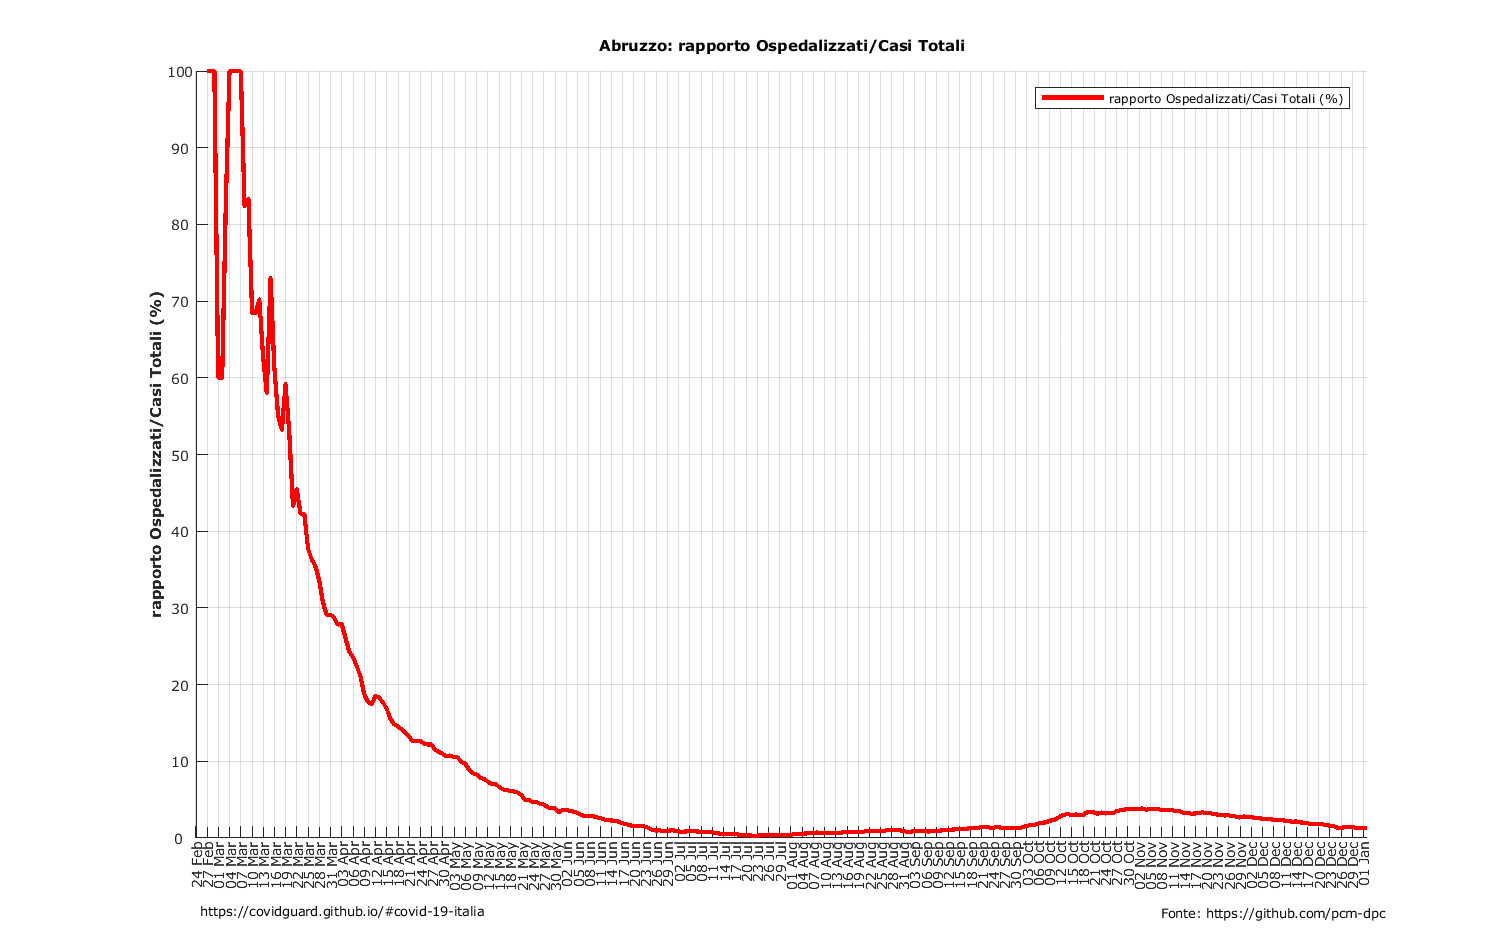 Abruzzo: rapporto Ospedalizzati/Casi Totali
rapporto Ospedalizzati/Casi Totali (%)
rapporto Ospedalizzati/Casi Totali (%)
100
90
80
70
60
50
40
30
20
10
0
24 Feb
27 Feb
01 Mar
04 Mar
07 Mar
10 Mar
13 Mar
16 Mar
19 Mar
22 Mar
25 Mar
28 Mar
31 Mar
03 Apr
06 Apr
09 Apr
12 Apr
15 Apr
18 Apr
21 Apr
24 Apr
27 Apr
30 Apr
03 May
06 May
09 May
12 May
15 May
18 May
21 May
24 May
27 May
30 May
02 Jun
05 Jun
08 Jun
11 Jun
14 Jun
17 Jun
20 Jun
23 Jun
26 Jun
29 Jun
02 Jul
05 Jul
08 Jul
11 Jul
14 Jul
17 Jul
20 Jul
23 Jul
26 Jul
29 Jul
01 Aug
04 Aug
07 Aug
10 Aug
13 Aug
16 Aug
19 Aug
22 Aug
25 Aug
28 Aug
31 Aug
03 Sep
06 Sep
09 Sep
12 Sep
15 Sep
18 Sep
21 Sep
24 Sep
27 Sep
30 Sep
03 Oct
06 Oct
09 Oct
12 Oct
15 Oct
18 Oct
21 Oct
24 Oct
27 Oct
30 Oct
02 Nov
05 Nov
08 Nov
11 Nov
14 Nov
17 Nov
20 Nov
23 Nov
26 Nov
29 Nov
02 Dec
05 Dec
08 Dec
11 Dec
14 Dec
17 Dec
20 Dec
23 Dec
26 Dec
29 Dec
01 Jan
https://covidguard.github.io/#covid-19-italia
Fonte: https://github.com/pcm-dpc